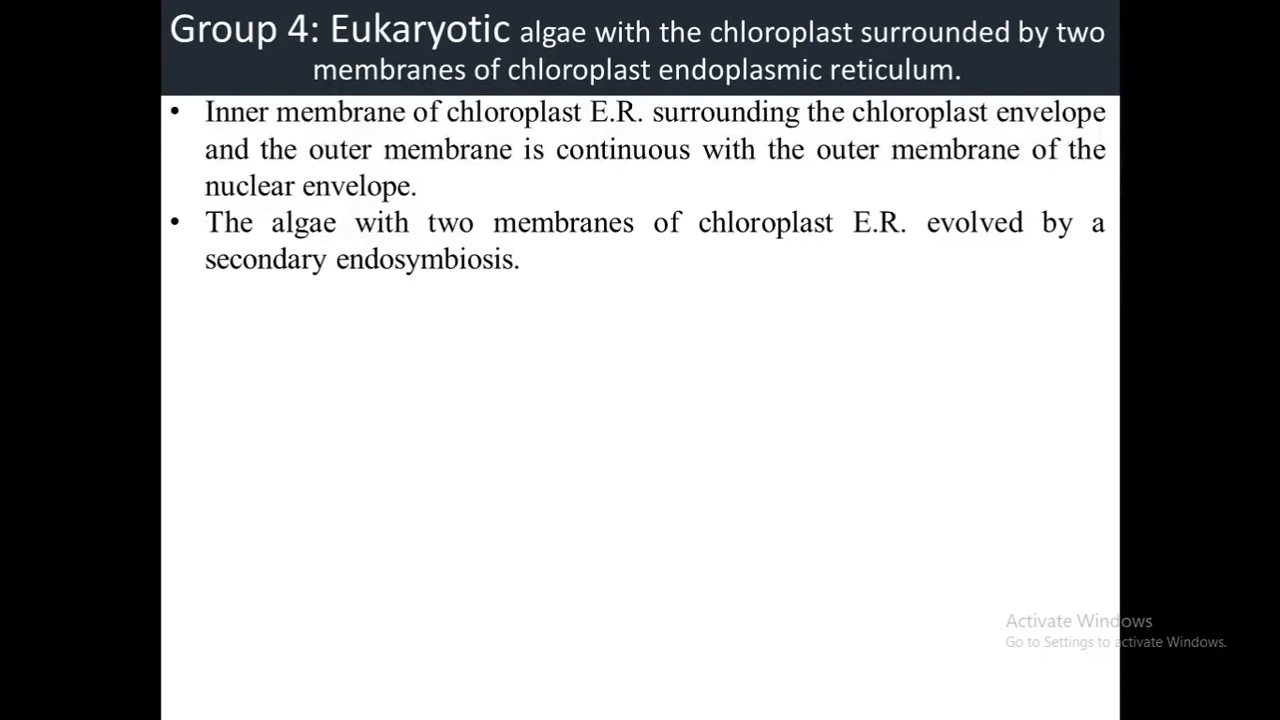 Group 4: Eukaryotic algae with the chloroplast surrounded by two
membranes of chloroplast endoplasmic reticulum.
• Inner membrane of chloroplast E.R. surrounding the chloroplast envelope
and the outer membrane is continuous with the outer membrane of the
nuclear envelope.
• The algae with two membranes of chloroplast E.R. evolved by a
secondary endosymbiosis.
Activate Windows
Go to Settings to activate Windows.